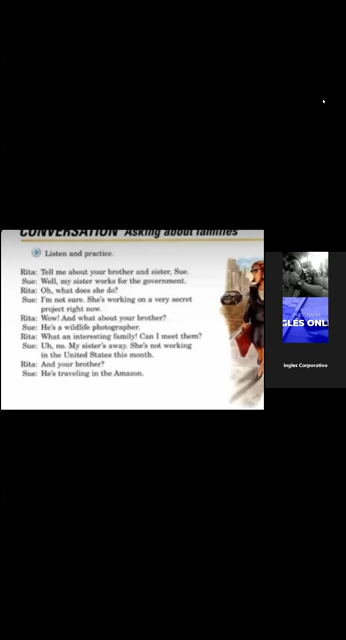 CONVERSATION Asking about families
Listen and practice.
Rita: Tell me about your brother and sister, Sue.
Sue: Well, my sister works for the government.
Rita: Oh, what does she do?
Sue: I'm not sure. She's working on a very secret
project right now.
Rita: Wow! And what about your brother?
Sue: He's a wildlife photographer.
Rita: What an interesting family! Can I meet them?
Sue: Uh, no. My sister's away. She's not working
in the United States this month.
Rita: And your brother?
Sue: He's traveling in the Amazon.
GLÉS ONL
Ingles Corporativo